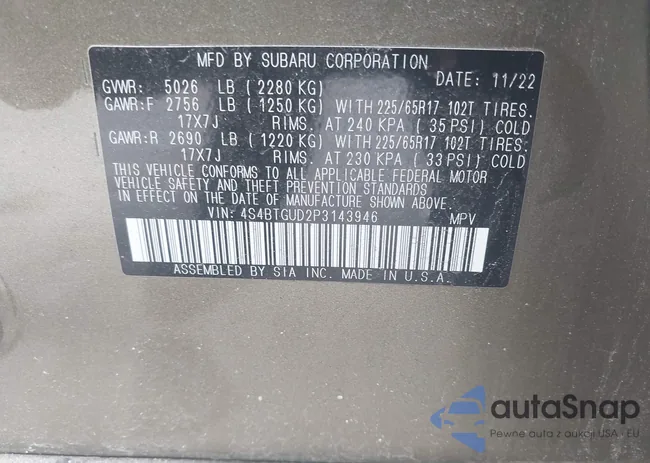 MFD BY SUBARU CORPORATION
DATE: 11/22
GVWR: 5026 LB ( 2280 KG)
GAWR:F 2756 LB ( 1250 KG) WITH 225/65R17 102T TIRES.
17X7J RIMS. AT 240 KPA ( 35 PSI) COLD
GAWR:R 2690 LB ( 1220 KG) WITH 225/65R17 102T TIRES.
17X7J RIMS. AT 230 KPA ( 33 PSI) COLD
THIS VEHICLE CONFORMS TO ALL APPLICABLE FEDERAL MOTOR
VEHICLE SAFETY AND THEFT PREVENTION STANDARDS
IN EFFECT ON THE DATE OF MANUFACTURE SHOWN ABOVE.
VIN: 4S4BTGUD2P3143946 MPV
ASSEMBLED BY SIA INC. MADE IN U.S.A.
autoSnap
Pewne auta z aukcji USA - EU